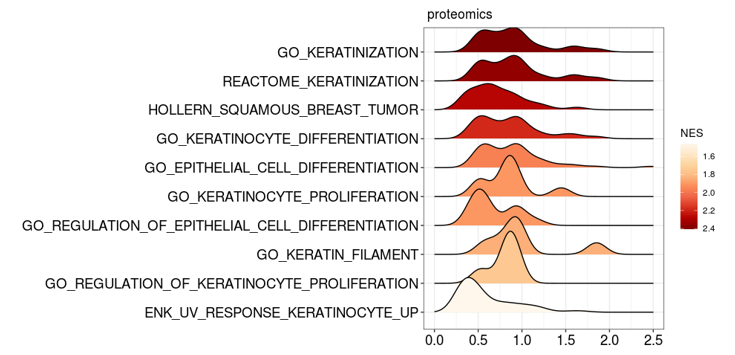 proteomics
GO_KERATINIZATION
REACTOME_KERATINIZATION
HOLLERN_SQUAMOUS_BREAST_TUMOR
GO_KERATINOCYTE_DIFFERENTIATION
GO_EPITHELIAL_CELL_DIFFERENTIATION
GO_KERATINOCYTE_PROLIFERATION
GO_REGULATION_OF_EPITHELIAL_CELL_DIFFERENTIATION
GO_KERATIN_FILAMENT
GO_REGULATION_OF_KERATINOCYTE_PROLIFERATION
ENK_UV_RESPONSE_KERATINOCYTE_UP
0.0 0.5 1.0 1.5 2.0 2.5
NES
1.6
1.8
2.0
2.2
2.4